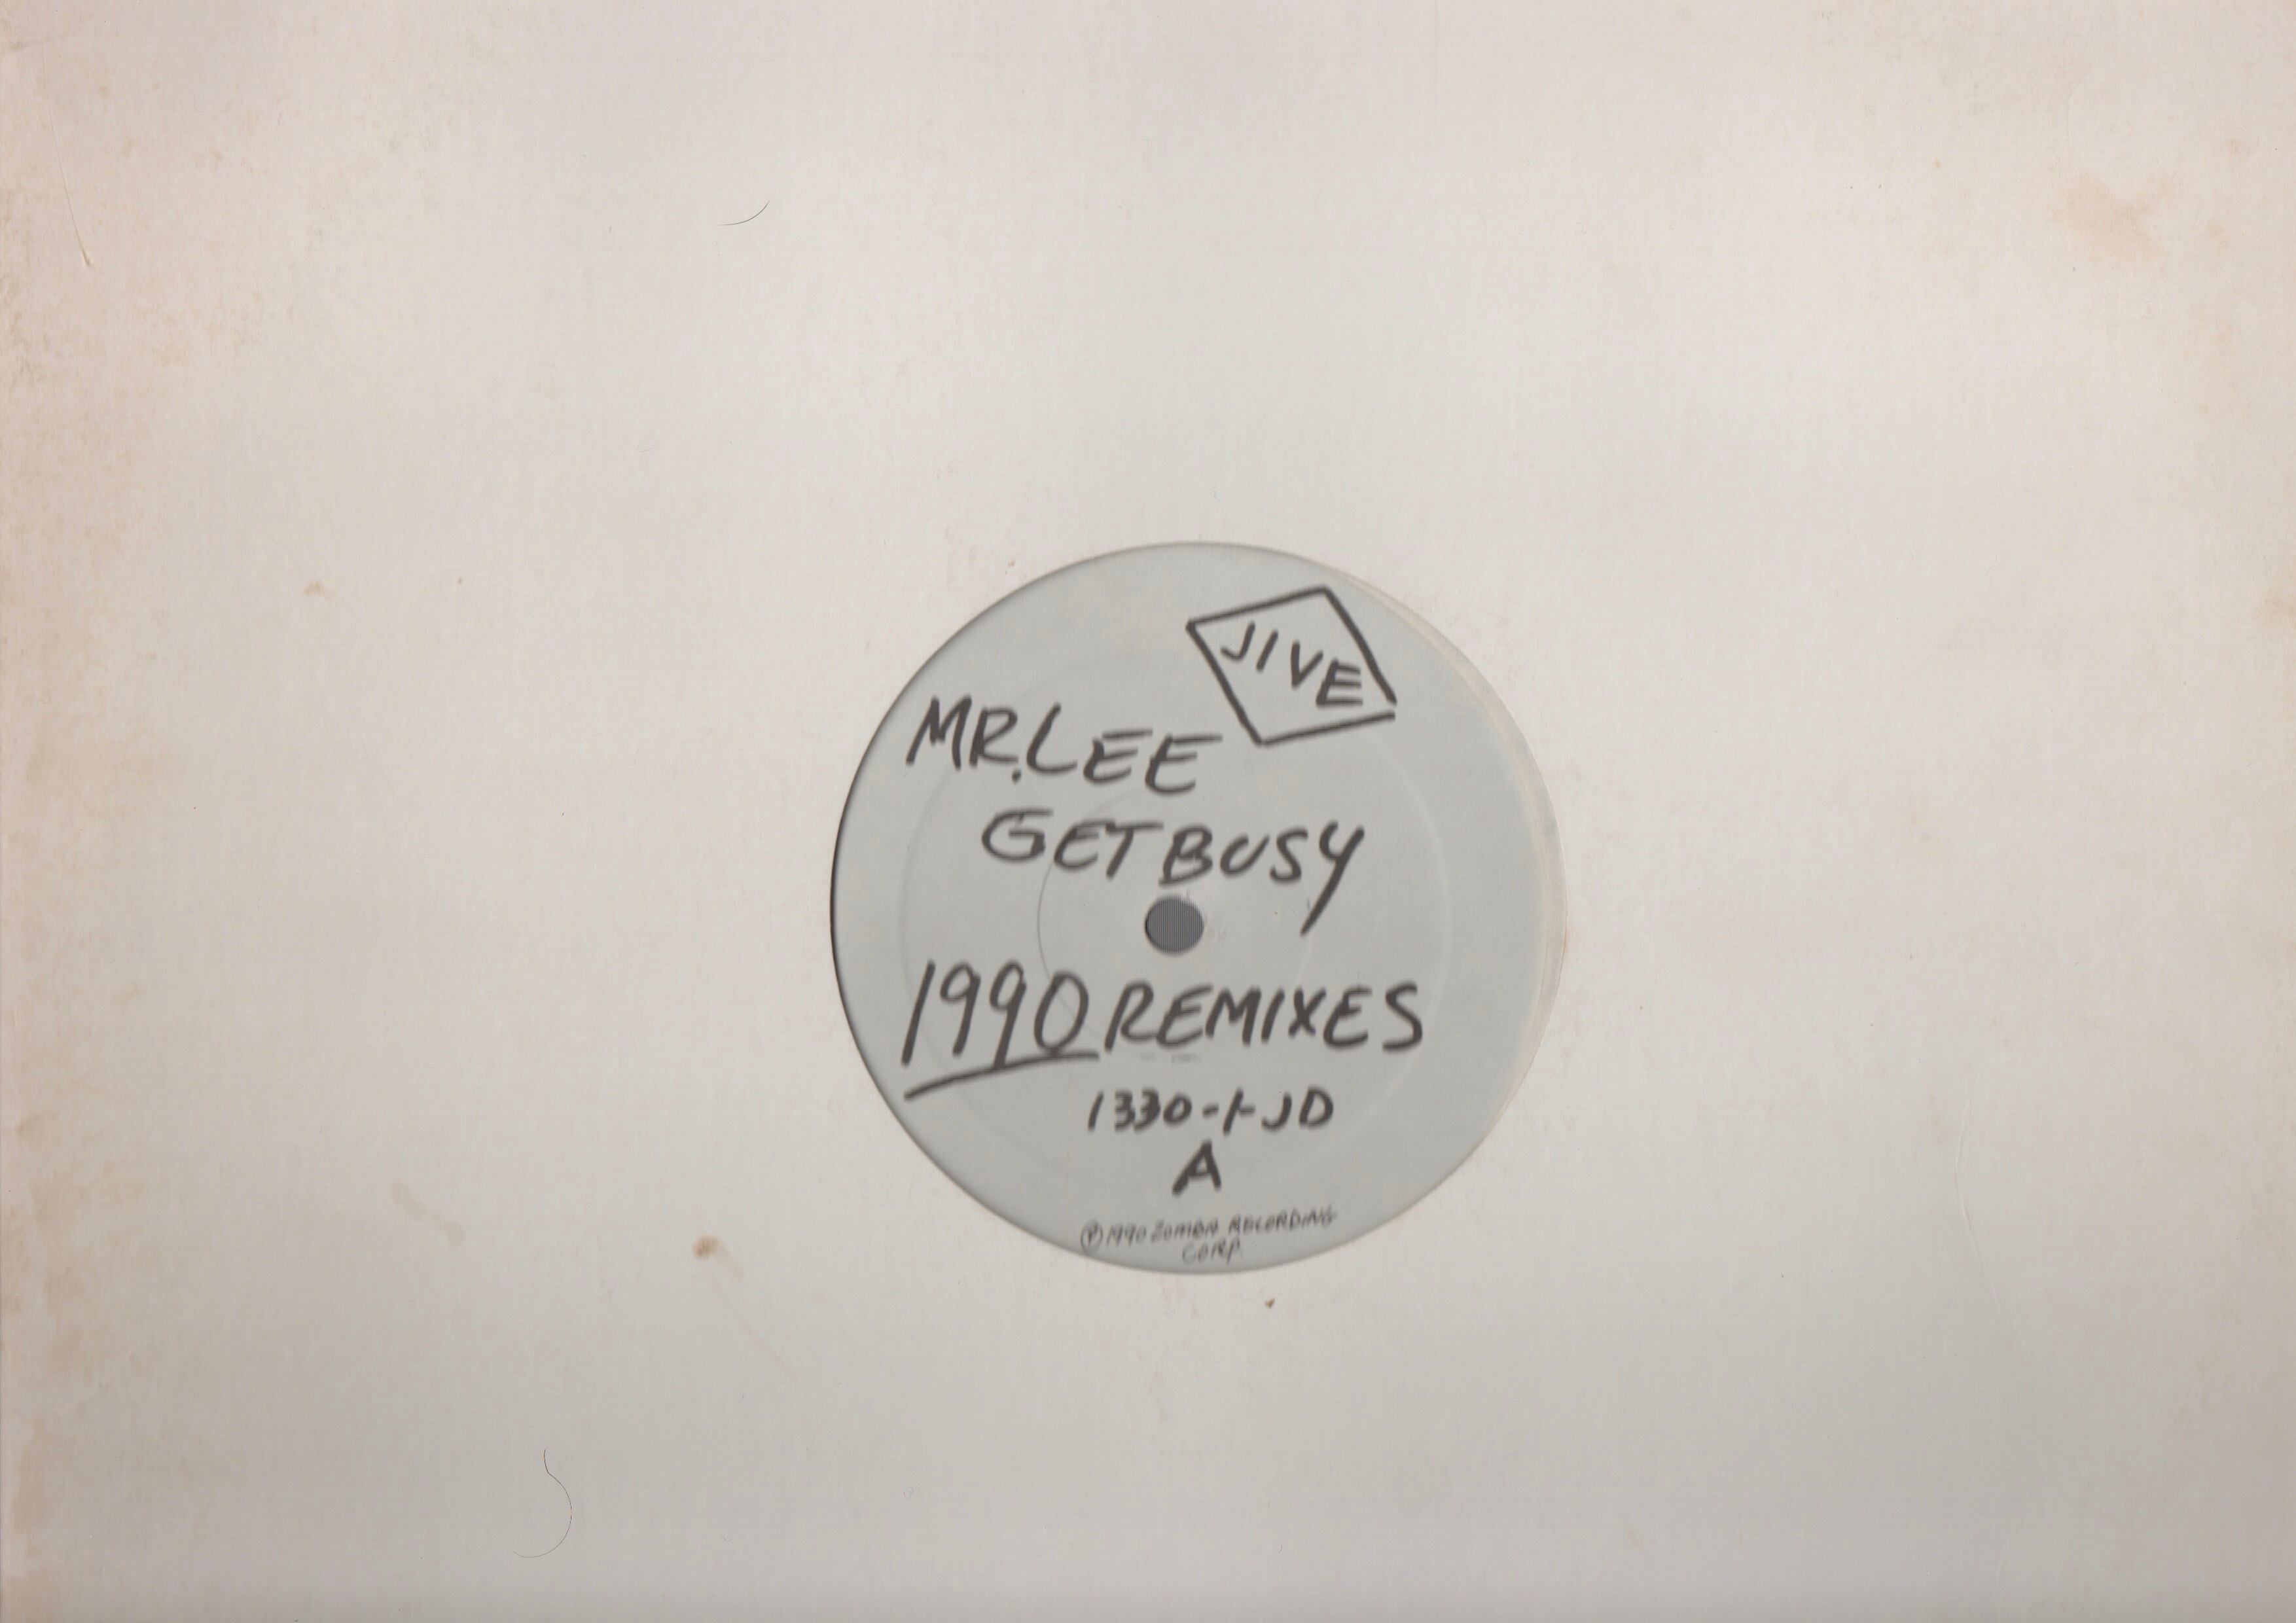 JIVE
MR. LEE
GET BUSY
1990 REMIXES
1330-1-JD
A
℗ 1990 ZOMBA RECORDING
CORP.